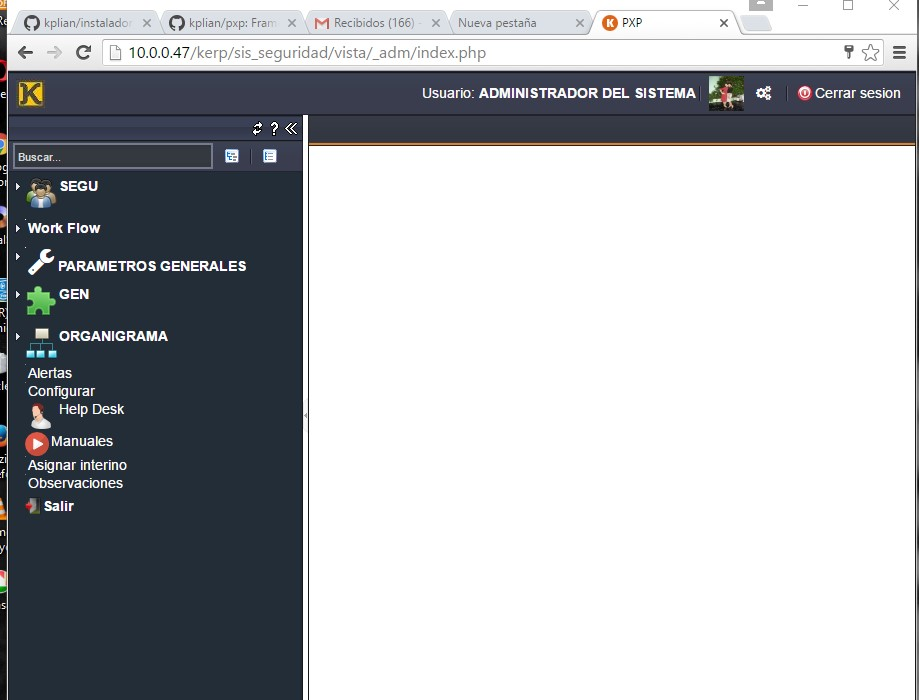 kplian/instalador
kplian/pxp: Fram
Recibidos (166) -
Nueva pestaña
K PXP
10.0.0.47/kerp/sis_seguridad/vista/_adm/index.php
K
Usuario: ADMINISTRADOR DEL SISTEMA
Cerrar sesion
?
Buscar...
SEGU
Work Flow
PARAMETROS GENERALES
GEN
ORGANIGRAMA
Alertas
Configurar
Help Desk
Manuales
Asignar interino
Observaciones
Salir